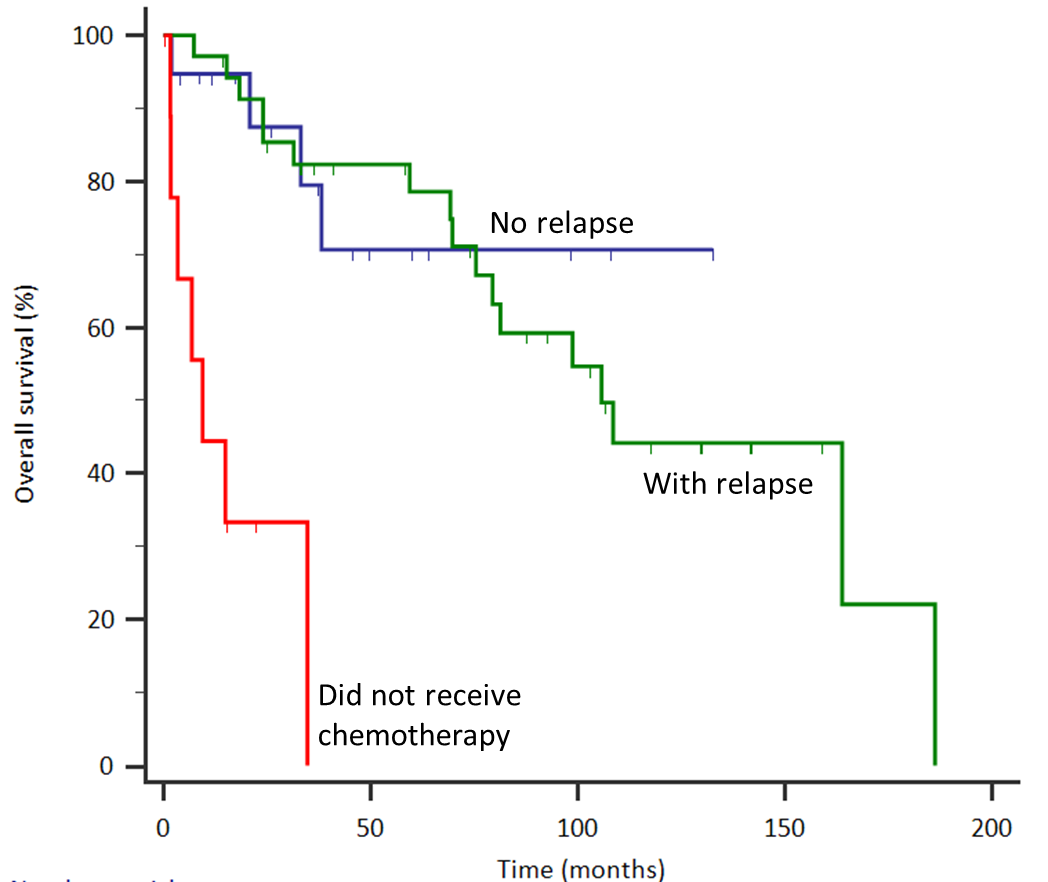 100
80
60
40
20
0
Overall survival (%)
No relapse
With relapse
Did not receive
chemotherapy
0 50 100 150 200
Time (months)